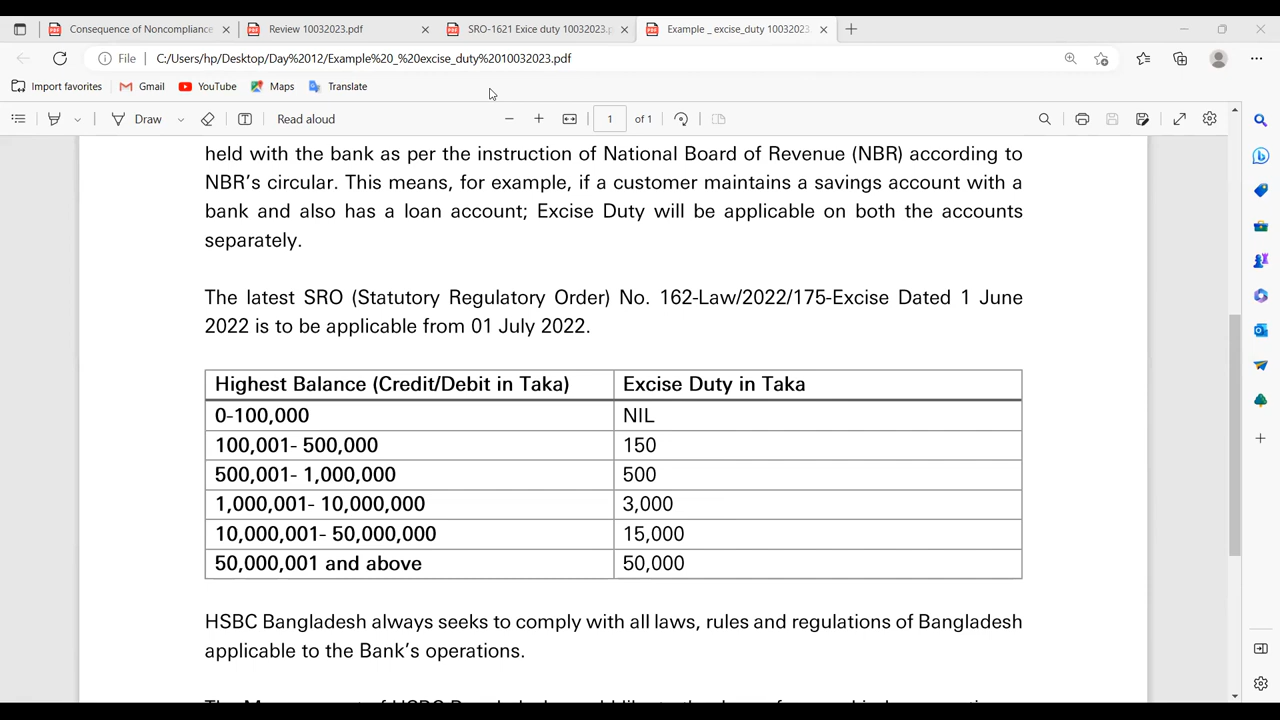 Consequence of Noncompliance
Review 10032023.pdf
SRO-1621 Exice duty 10032023.p
Example _ excise_duty 10032023.
File
C:/Users/hp/Desktop/Day%2012/Example%20_%20excise_duty%2010032023.pdf
Import favorites
Gmail
YouTube
Maps
Translate
Draw
Read aloud
1
of 1
held with the bank as per the instruction of National Board of Revenue (NBR) according to
NBR’s circular. This means, for example, if a customer maintains a savings account with a
bank and also has a loan account; Excise Duty will be applicable on both the accounts
separately.
The latest SRO (Statutory Regulatory Order) No. 162-Law/2022/175-Excise Dated 1 June
2022 is to be applicable from 01 July 2022.
Highest Balance (Credit/Debit in Taka) Excise Duty in Taka
0-100,000 NIL
100,001- 500,000 150
500,001- 1,000,000 500
1,000,001- 10,000,000 3,000
10,000,001- 50,000,000 15,000
50,000,001 and above 50,000
HSBC Bangladesh always seeks to comply with all laws, rules and regulations of Bangladesh
applicable to the Bank’s operations.